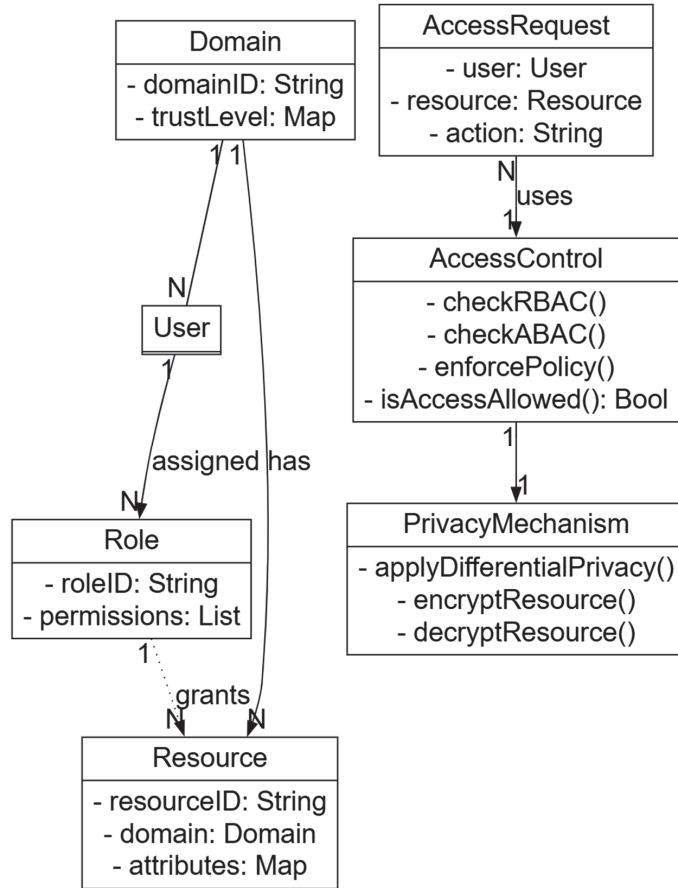 Domain
- domainID: String
- trustLevel: Map
1
1
N
User
1
assigned
has
N
Role
- roleID: String
- permissions: List
1
grants
N
N
Resource
- resourceID: String
- domain: Domain
- attributes: Map
AccessRequest
- user: User
- resource: Resource
- action: String
N
uses
1
AccessControl
- checkRBAC()
- checkABAC()
- enforcePolicy()
- isAccessAllowed(): Bool
1
1
PrivacyMechanism
- applyDifferentialPrivacy()
- encryptResource()
- decryptResource()